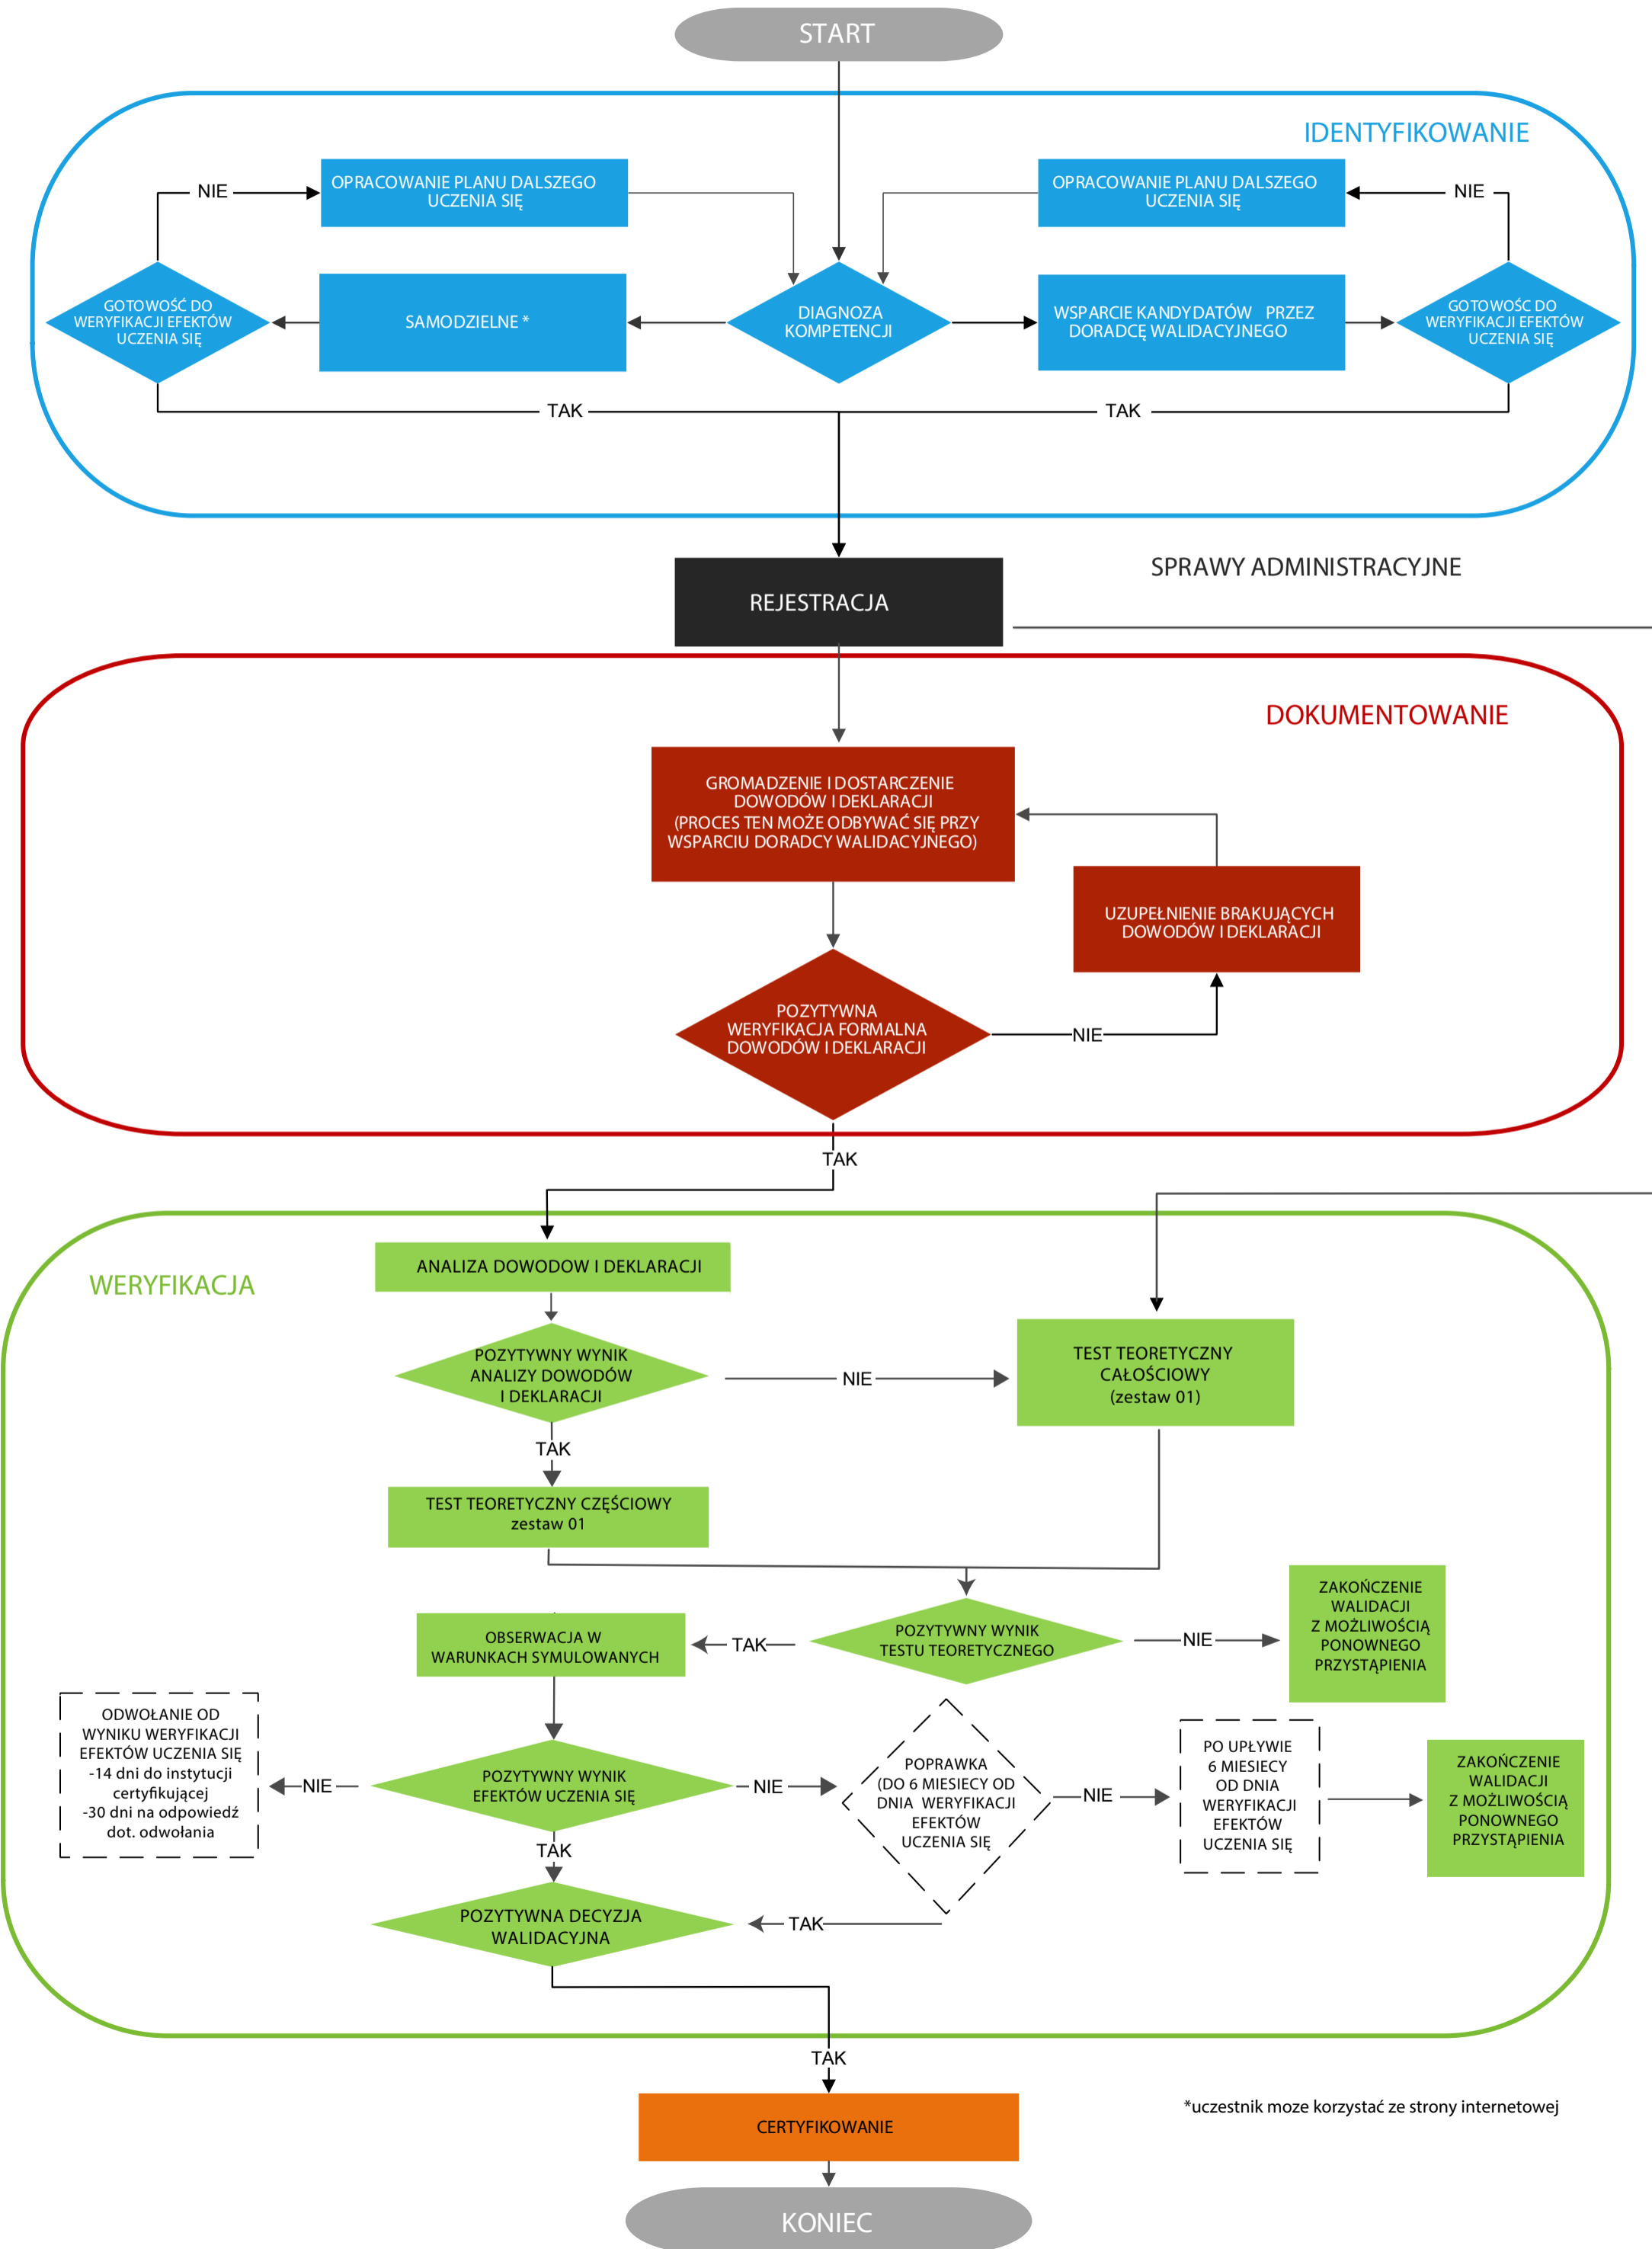 START
IDENTYFIKOWANIE
NIE
OPRACOWANIE PLANU DALSZEGO
UCZENIA SIĘ
OPRACOWANIE PLANU DALSZEGO
UCZENIA SIĘ
NIE
GOTOWOŚĆ DO
WERYFIKACJI EFEKTÓW
UCZENIA SIĘ
SAMODZIELNE *
DIAGNOZA
KOMPETENCJI
WSPARCIE KANDYDATÓW PRZEZ
DORADCĘ WALIDACYJNEGO
GOTOWOŚC DO
WERYFIKACJI EFEKTÓW
UCZENIA SIĘ
TAK
TAK
REJESTRACJA
SPRAWY ADMINISTRACYJNE
DOKUMENTOWANIE
GROMADZENIE I DOSTARCZENIE
DOWODÓW I DEKLARACJI
(PROCES TEN MOŻE ODBYWAĆ SIĘ PRZY
WSPARCIU DORADCY WALIDACYJNEGO)
UZUPEŁNIENIE BRAKUJĄCYCH
DOWODÓW I DEKLARACJI
POZYTYWNA
WERYFIKACJA FORMALNA
DOWODÓW I DEKLARACJI
NIE
TAK
WERYFIKACJA
ANALIZA DOWODOW I DEKLARACJI
POZYTYWNY WYNIK
ANALIZY DOWODÓW
I DEKLARACJI
NIE
TEST TEORETYCZNY
CAŁOŚCIOWY
(zestaw 01)
TAK
TEST TEORETYCZNY CZĘŚCIOWY
zestaw 01
OBSERWACJA W
WARUNKACH SYMULOWANYCH
TAK
POZYTYWNY WYNIK
TESTU TEORETYCZNEGO
NIE
ZAKOŃCZENIE
WALIDACJI
Z MOŻLIWOŚCIĄ
PONOWNEGO
PRZYSTĄPIENIA
ODWOŁANIE OD
WYNIKU WERYFIKACJI
EFEKTÓW UCZENIA SIĘ
-14 dni do instytucji
certyfikującej
-30 dni na odpowiedź
dot. odwołania
NIE
POZYTYWNY WYNIK
EFEKTÓW UCZENIA SIĘ
NIE
POPRAWKA
(DO 6 MIESIECY OD
DNIA WERYFIKACJI
EFEKTÓW
UCZENIA SIĘ
NIE
PO UPŁYWIE
6 MIESIECY
OD DNIA
WERYFIKACJI
EFEKTÓW
UCZENIA SIĘ
ZAKOŃCZENIE
WALIDACJI
Z MOŻLIWOŚCIĄ
PONOWNEGO
PRZYSTĄPIENIA
TAK
POZYTYWNA DECYZJA
WALIDACYJNA
TAK
TAK
CERTYFIKOWANIE
*uczestnik moze korzystać ze strony internetowej
KONIEC